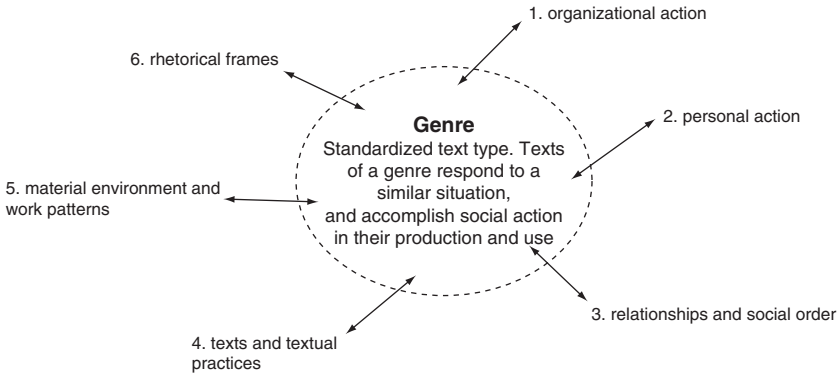 1. organizational action
6. rhetorical frames
Genre
Standardized text type. Texts
of a genre respond to a
similar situation,
and accomplish social action
in their production and use
2. personal action
5. material environment and
work patterns
3. relationships and social order
4. texts and textual
practices